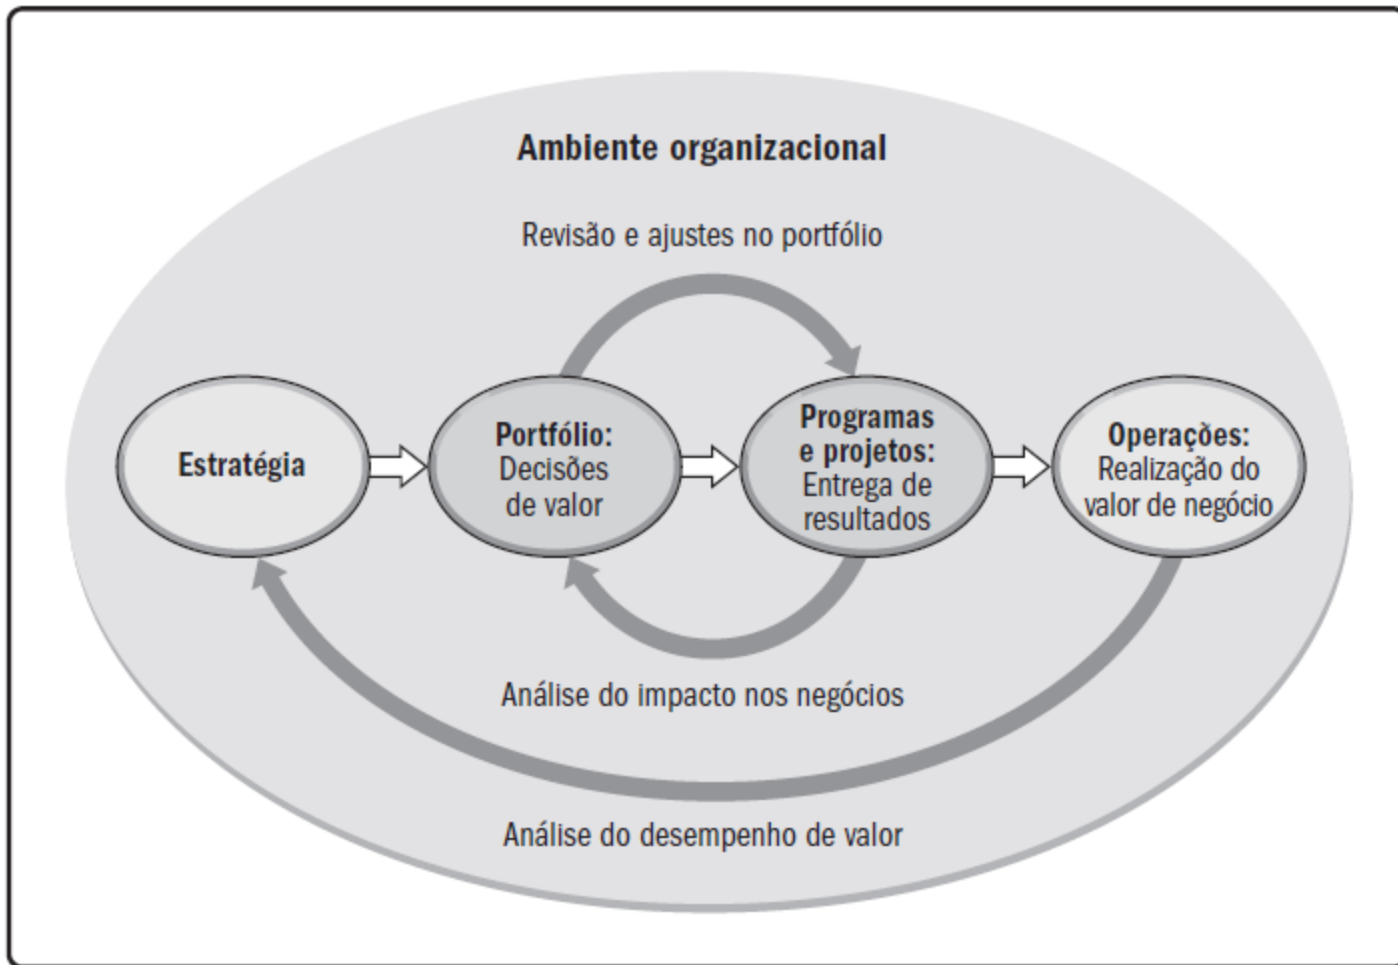 Ambiente organizacional
Revisão e ajustes no portfólio
Estratégia
Portfólio:
Decisões
de valor
Programas
e projetos:
Entrega de
resultados
Operações:
Realização do
valor de negócio
Análise do impacto nos negócios
Análise do desempenho de valor